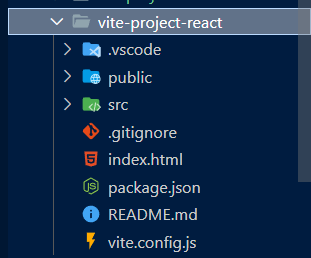 vite-project-react
.vscode
public
src
.gitignore
index.html
package.json
README.md
vite.config.js